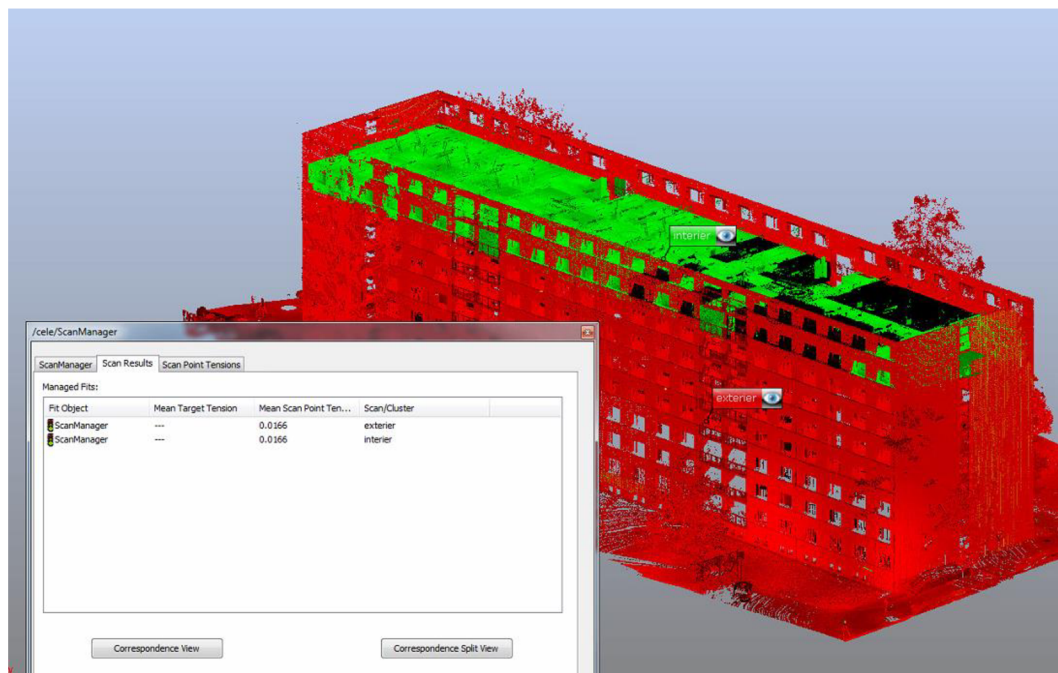 interier
exterier
/cele/ScanManager
ScanManager Scan Results Scan Point Tensions
Managed Fits:
Fit Object Mean Target Tension Mean Scan Point Ten... Scan/Cluster
ScanManager --- 0.0166 exterier
ScanManager --- 0.0166 interier
Correspondence View Correspondence Split View